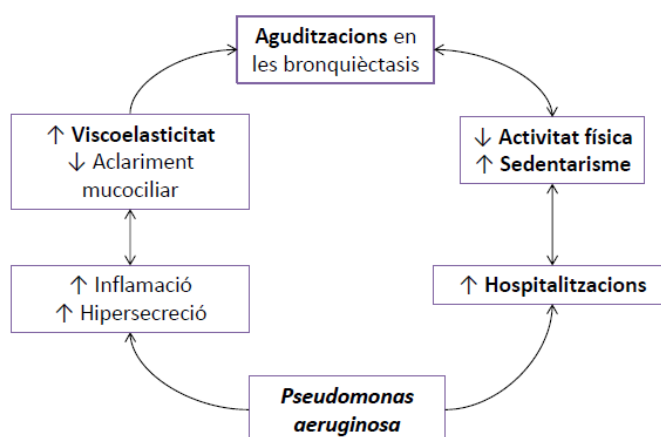 Aguditzacions en
les bronquièctasis
↑ Viscoelasticitat
↓ Aclariment
mucociliar
↓ Activitat física
↑ Sedentarisme
↑ Inflamació
↑ Hipersecreció
↑ Hospitalitzacions
Pseudomonas
aeruginosa